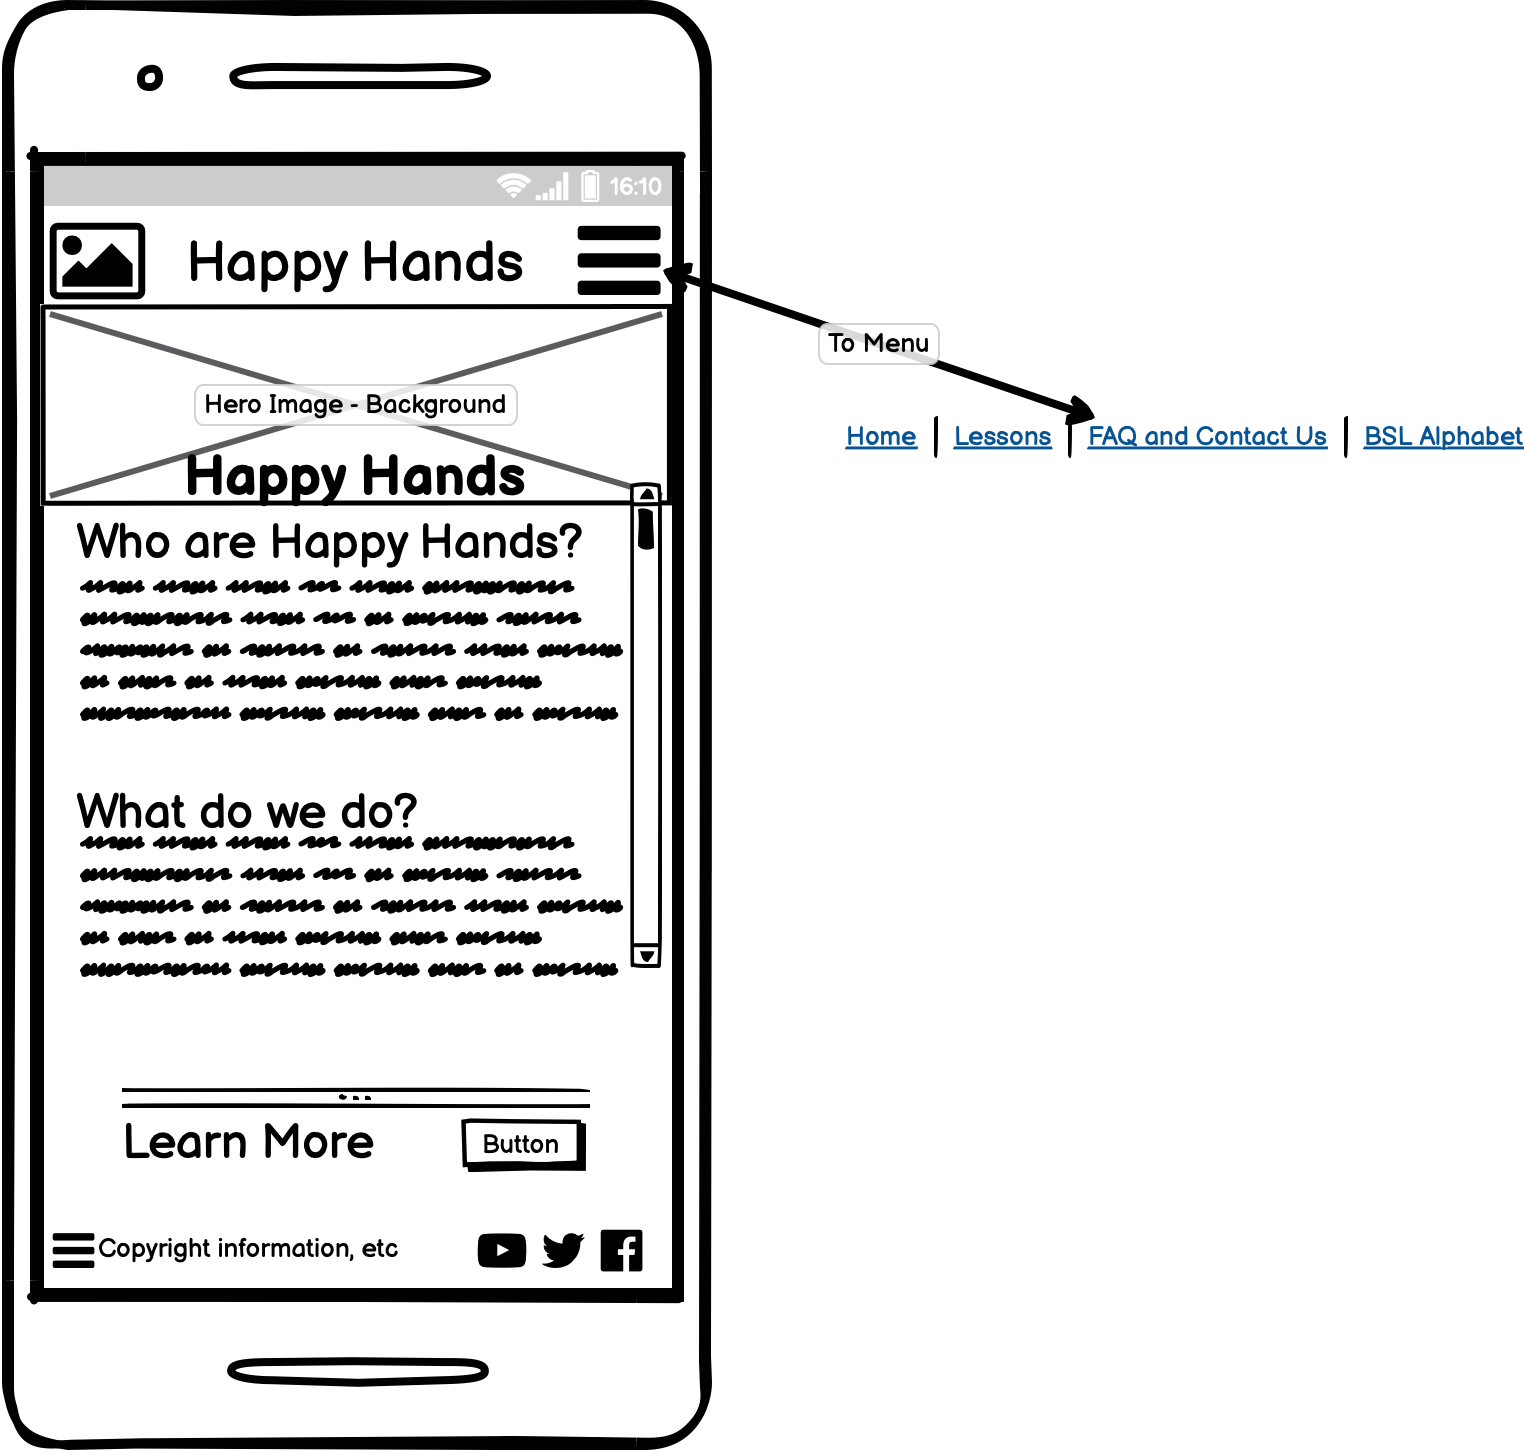 16:10
Happy Hands
To Menu
Hero Image - Background
Home | Lessons | FAQ and Contact Us | BSL Alphabet
Happy Hands
Who are Happy Hands?
What do we do?
Learn More
Button
Copyright information, etc